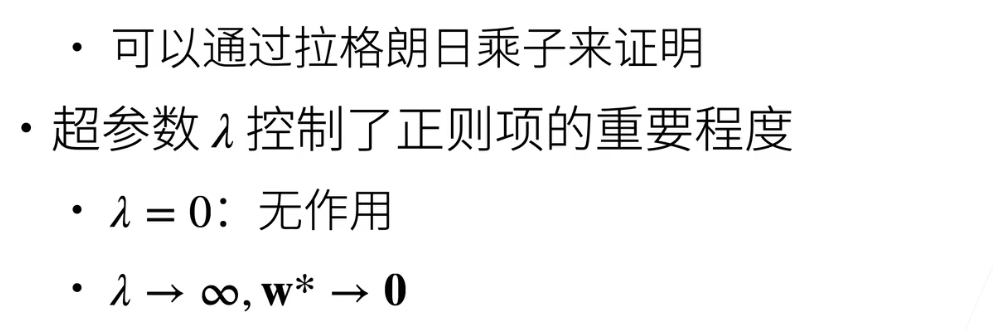 • 可以通过拉格朗日乘子来证明
• 超参数 λ 控制了正则项的重要程度
• λ = 0：无作用
• λ → ∞, w* → 0